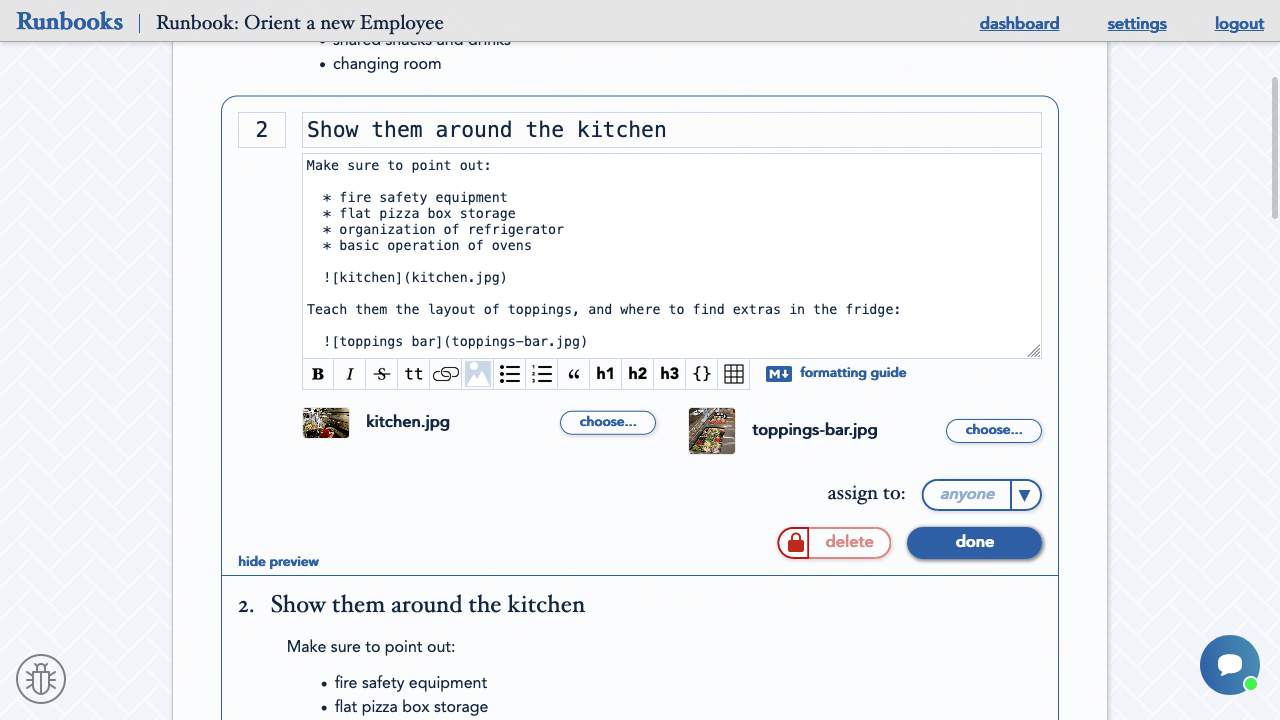 Runbooks | Runbook: Orient a new Employee dashboard settings logout
• shared snacks and drinks
• changing room
2 Show them around the kitchen
Make sure to point out:
* fire safety equipment
* flat pizza box storage
* organization of refrigerator
* basic operation of ovens
![kitchen](kitchen.jpg)
Teach them the layout of toppings, and where to find extras in the fridge:
![toppings bar](toppings-bar.jpg)
B I S tt “ h1 h2 h3 {} M↓ formatting guide
kitchen.jpg choose... toppings-bar.jpg choose...
assign to: anyone ▼
delete done
hide preview
2. Show them around the kitchen
Make sure to point out:
• fire safety equipment
• flat pizza box storage